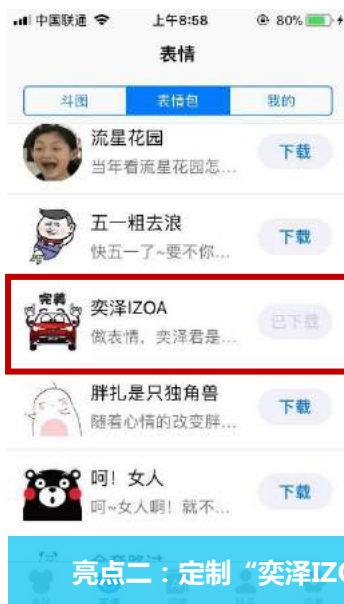 中国联通 上午8:58 80%
表情
斗图 表情包 我的
流星花园
当年看流星花园怎...
下载
五一粗去浪
快五一了~要不你...
下载
完美
奕泽IZOA
做表情，奕泽君是...
已下载
胖扎是只独角兽
随着心情的改变胖...
下载
呵！女人
呵~女人啊！就不...
下载
亮点二：定制“奕泽IZO